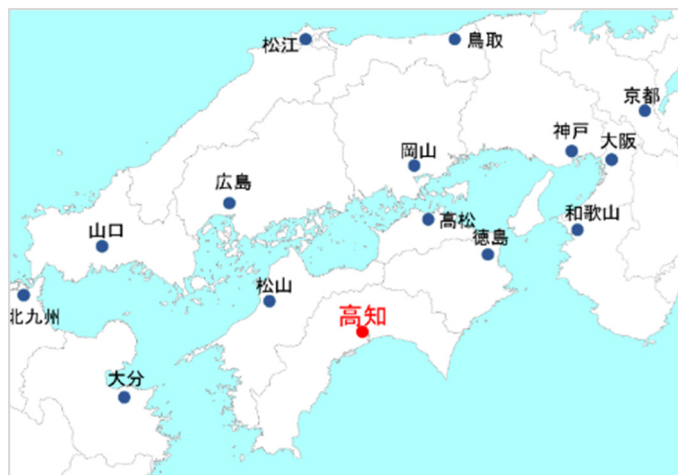 松江
鳥取
京都
神戸
大阪
岡山
広島
和歌山
高松
山口
徳島
松山
北九州
高知
大分